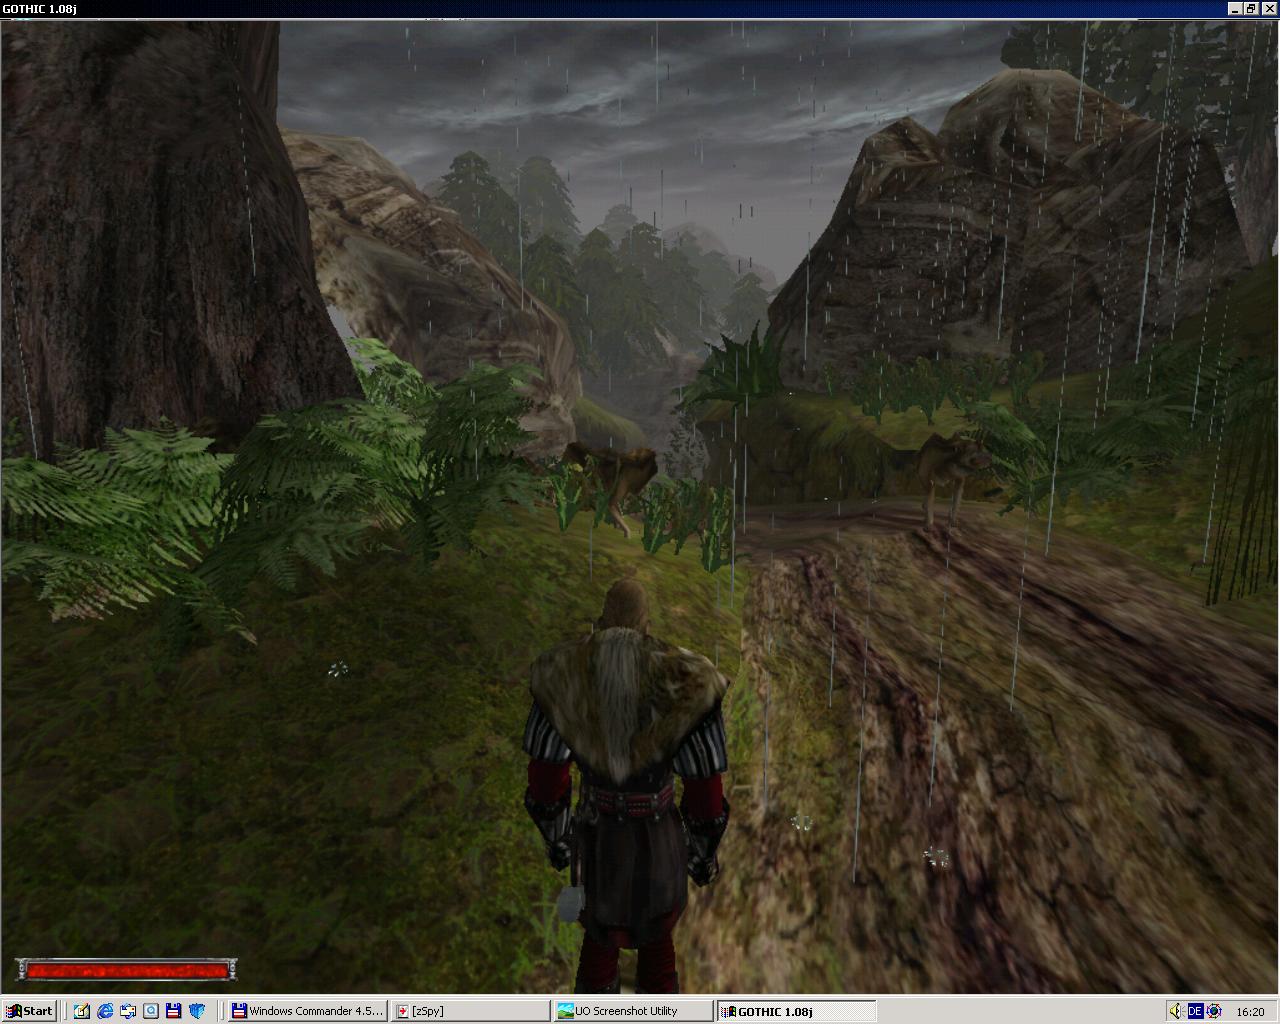 GOTHIC 1.08j
Start
Windows Commander 4.5...
[zSpy]
UO Screenshot Utility
GOTHIC 1.08j
DE
16:20